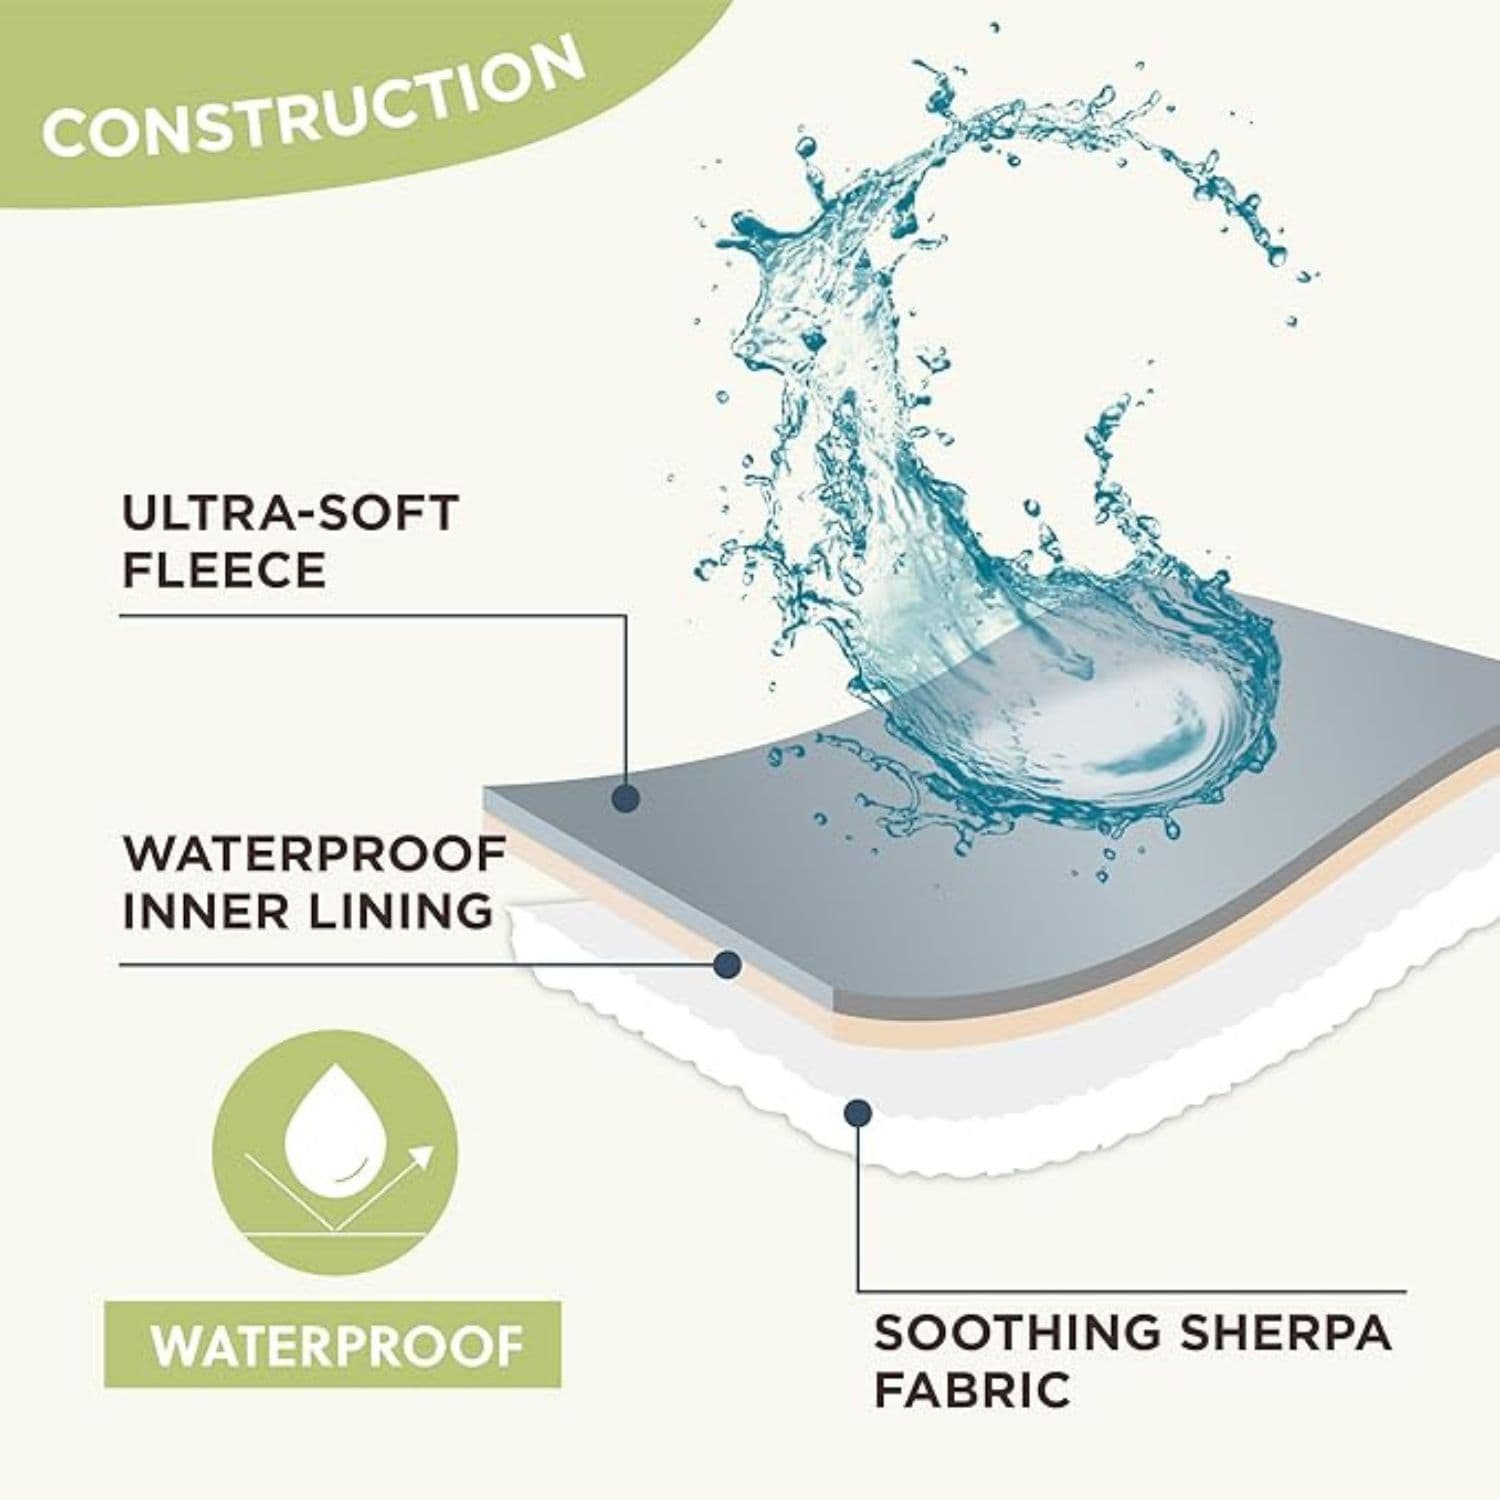 CONSTRUCTION
ULTRA-SOFT
FLEECE
WATERPROOF
INNER LINING
WATERPROOF
SOOTHING SHERPA
FABRIC